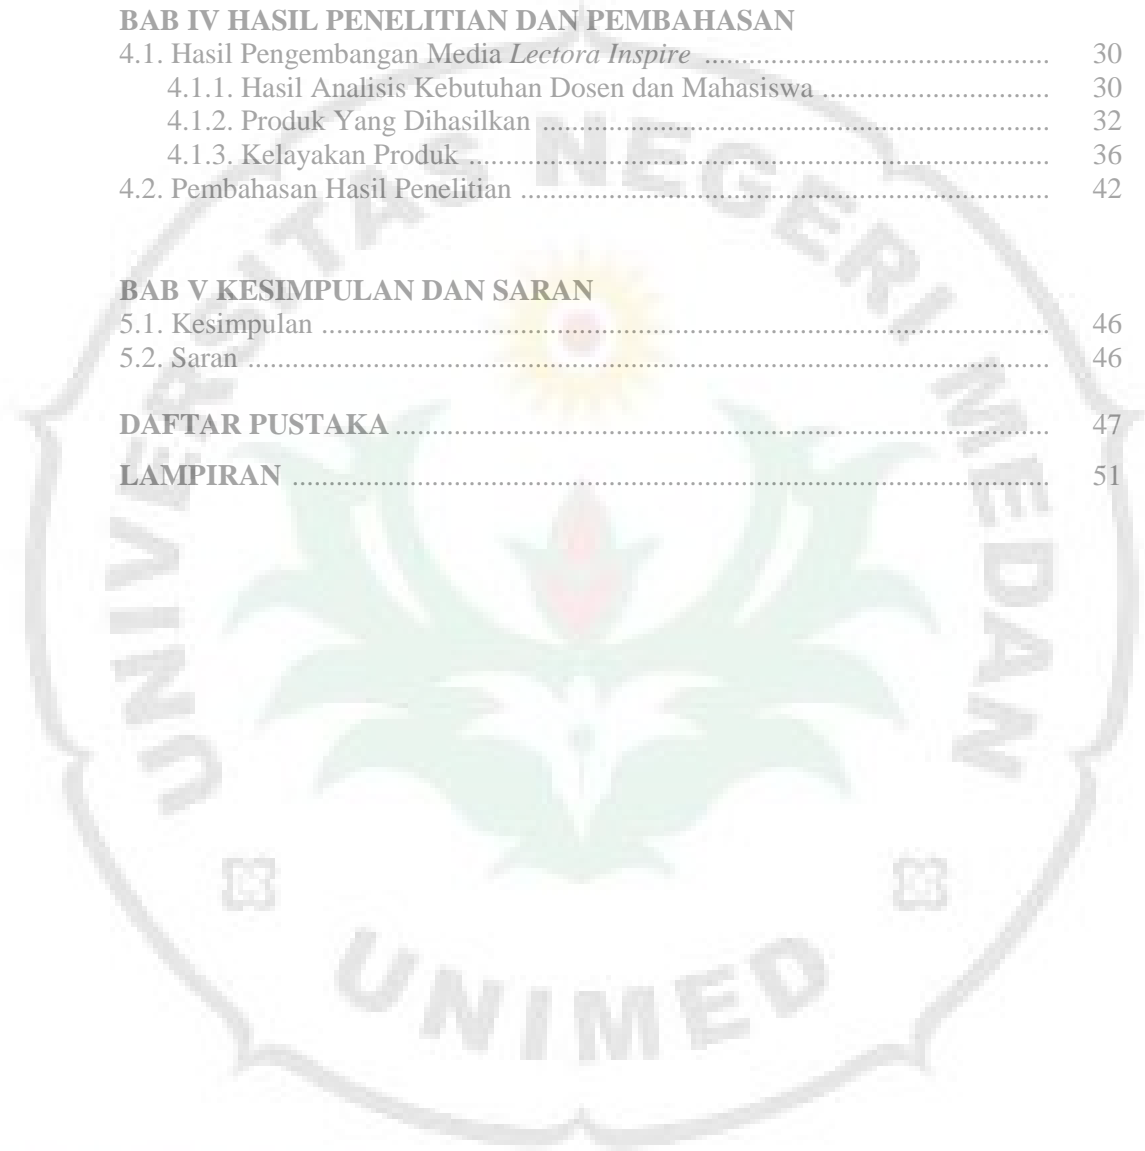 BAB IV HASIL PENELITIAN DAN PEMBAHASAN
4.1. Hasil Pengembangan Media Lectora Inspire ............................................... 30
4.1.1. Hasil Analisis Kebutuhan Dosen dan Mahasiswa ............................... 30
4.1.2. Produk Yang Dihasilkan ..................................................................... 32
4.1.3. Kelayakan Produk ............................................................................... 36
4.2. Pembahasan Hasil Penelitian ........................................................................ 42
BAB V KESIMPULAN DAN SARAN
5.1. Kesimpulan ................................................................................................... 46
5.2. Saran ............................................................................................................. 46
DAFTAR PUSTAKA ......................................................................................... 47
LAMPIRAN ....................................................................................................... 51
UNIVERSITAS NEGERI MEDAN
UNIMED